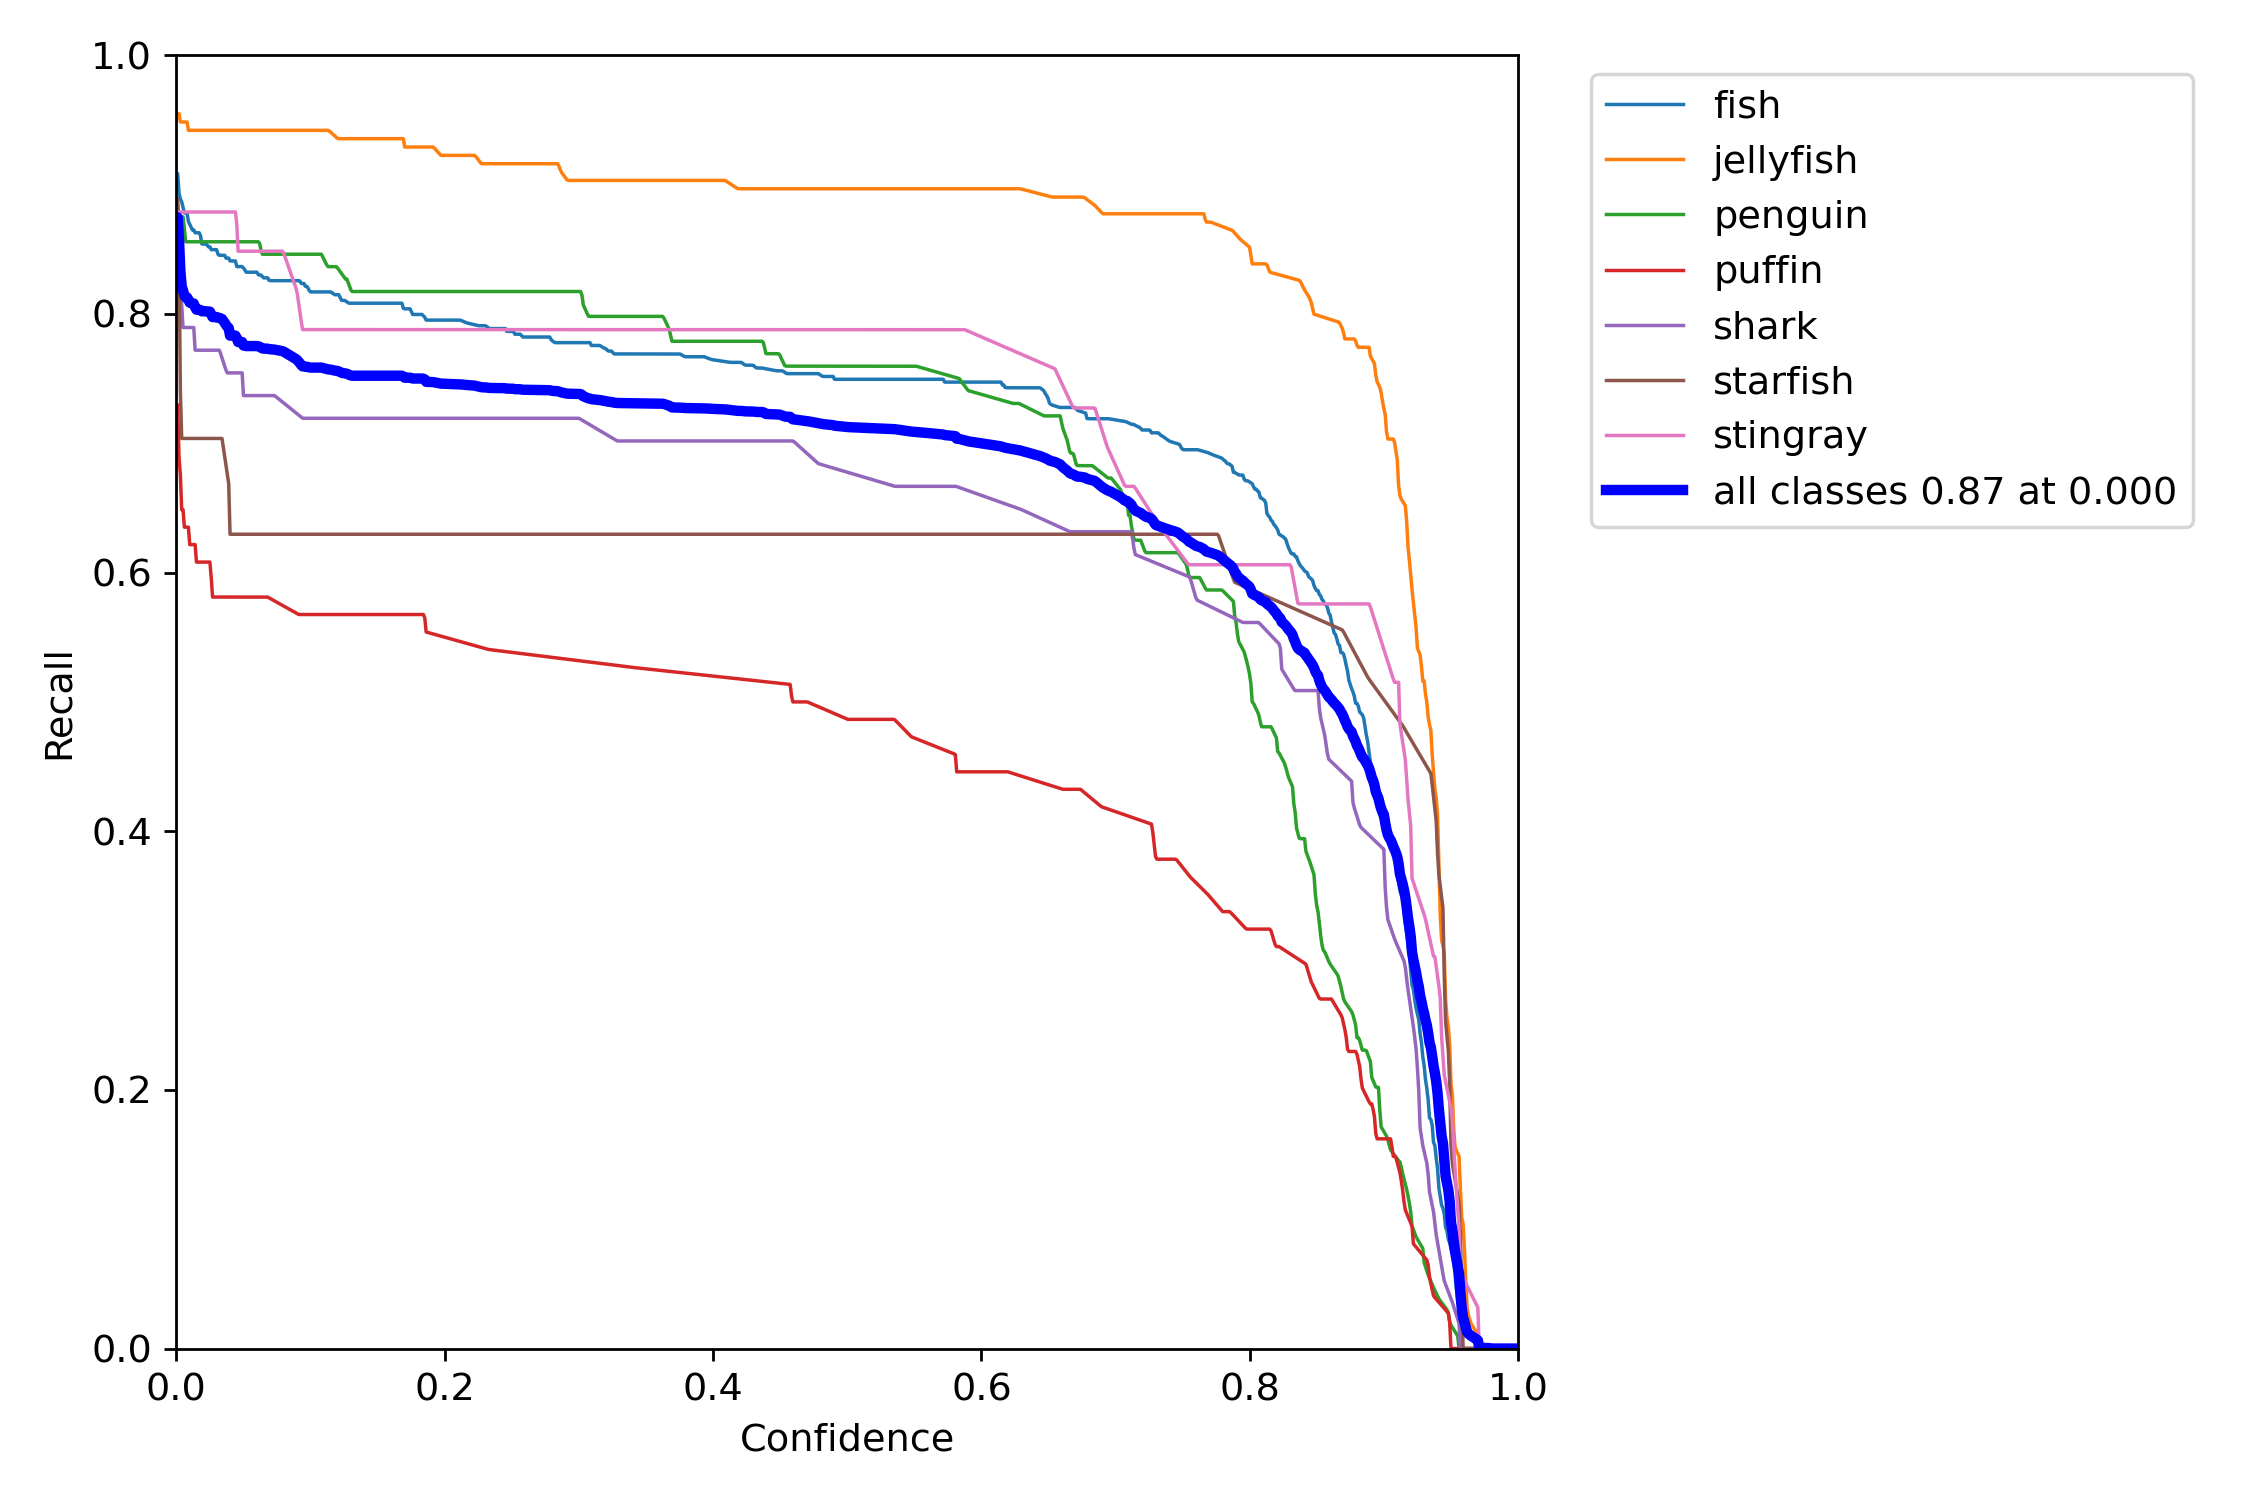 1.0
0.8
0.6
0.4
0.2
0.0
Recall
0.0 0.2 0.4 0.6 0.8 1.0
Confidence
fish
jellyfish
penguin
puffin
shark
starfish
stingray
all classes 0.87 at 0.000